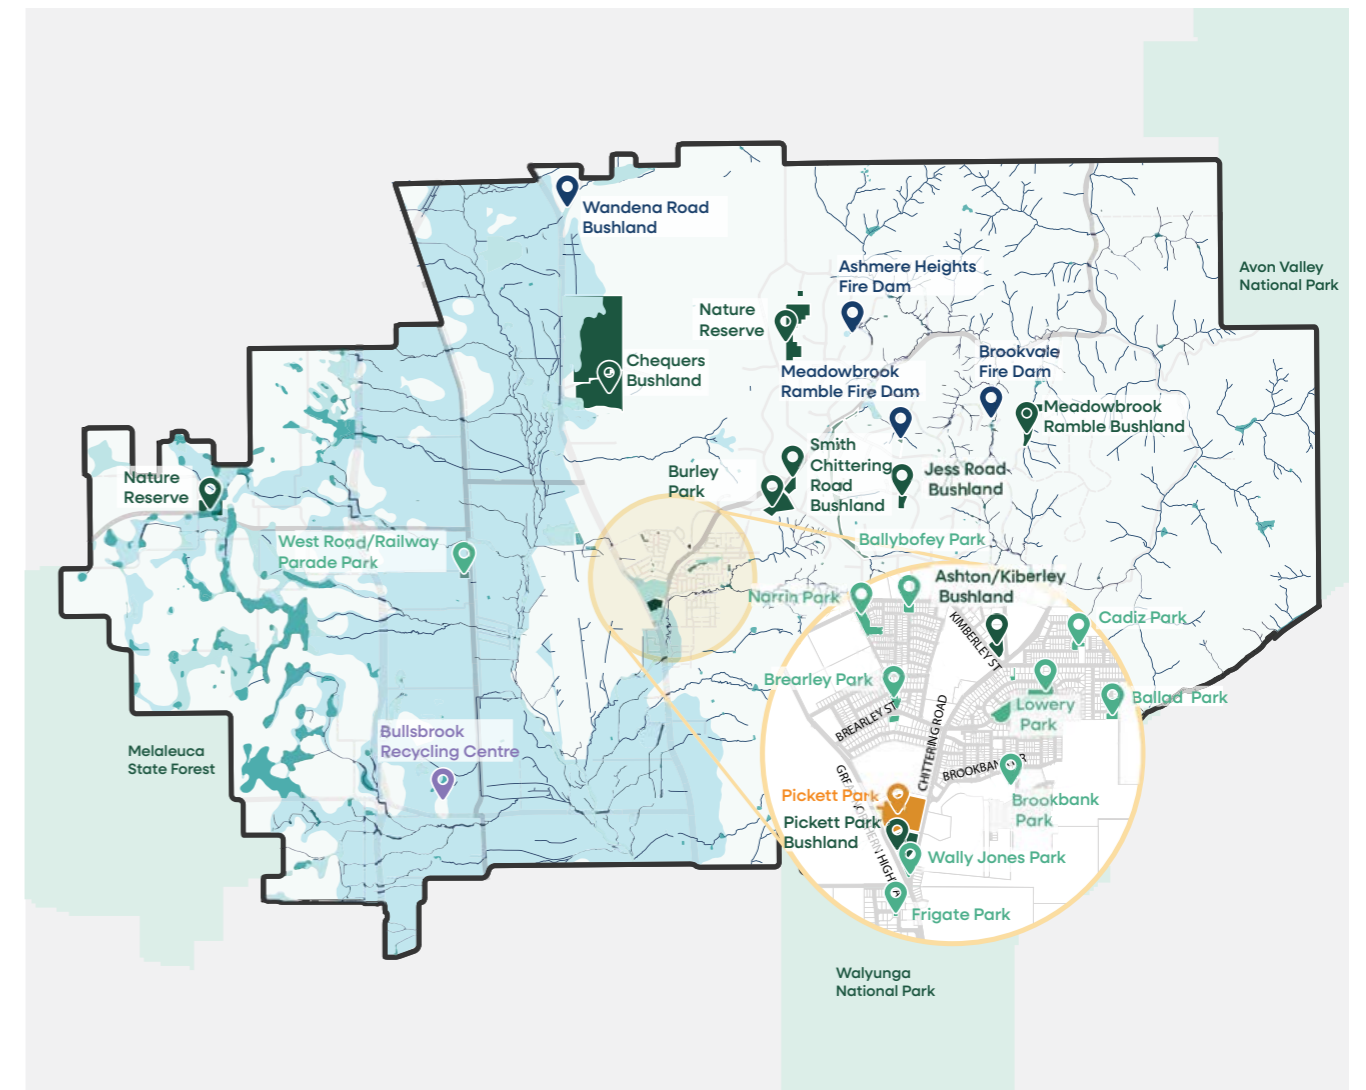 Wandena Road
Bushland
Ashmere Heights
Fire Dam
Avon Valley
National Park
Nature
Reserve
Chequers
Bushland
Meadowbrook
Ramble Fire Dam
Brookvale
Fire Dam
Meadowbrook
Ramble Bushland
Smith
Chittering
Road
Bushland
Burley
Park
Jess Road
Bushland
Nature
Reserve
West Road/Railway
Parade Park
Ballybofey Park
Narrin Park
Ashton/Kiberley
Bushland
Cadiz Park
KIMBERLEY ST
Brearley Park
Lowery
Park
Ballad Park
BREARLEY ST
CHITTERING ROAD
Bullsbrook
Recycling Centre
Melaleuca
State Forest
Pickett Park
Pickett Park
Bushland
Brookbank
Park
Wally Jones Park
Frigate Park
Walyunga
National Park